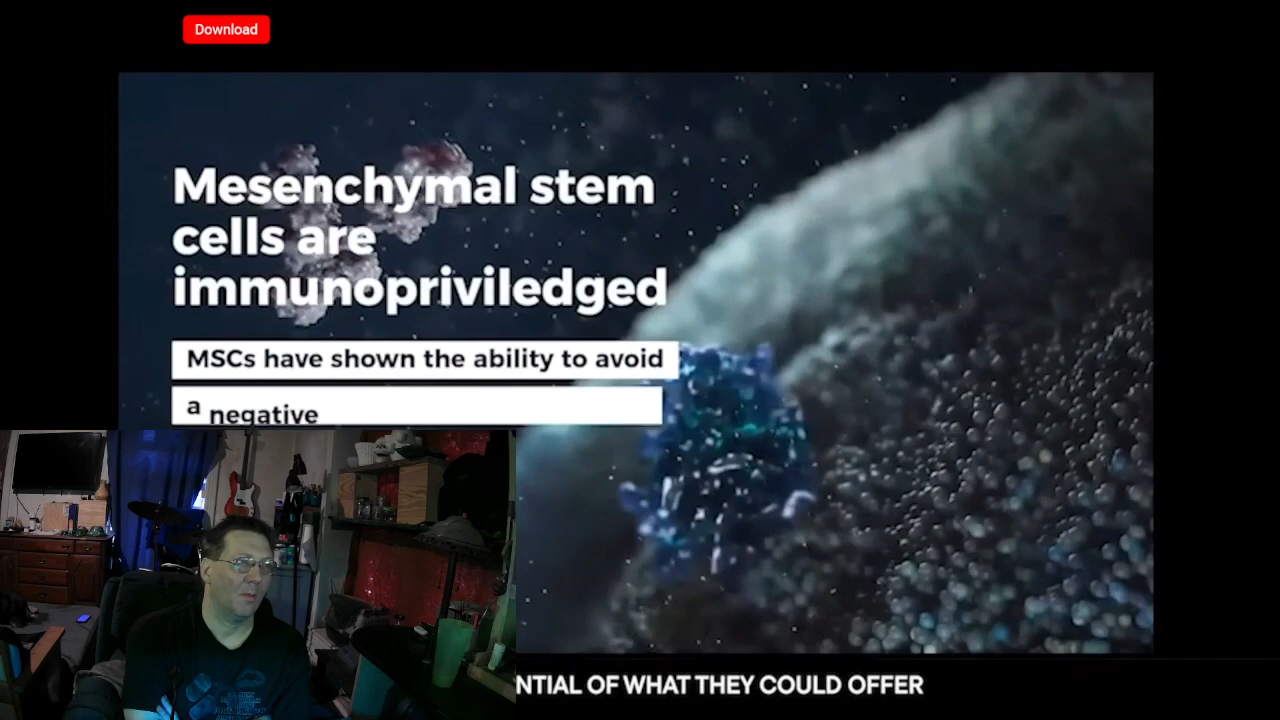 Download
Mesenchymal stem
cells are
immunopriviledged
MSCs have shown the ability to avoid
a negative
NTIAL OF WHAT THEY COULD OFFER